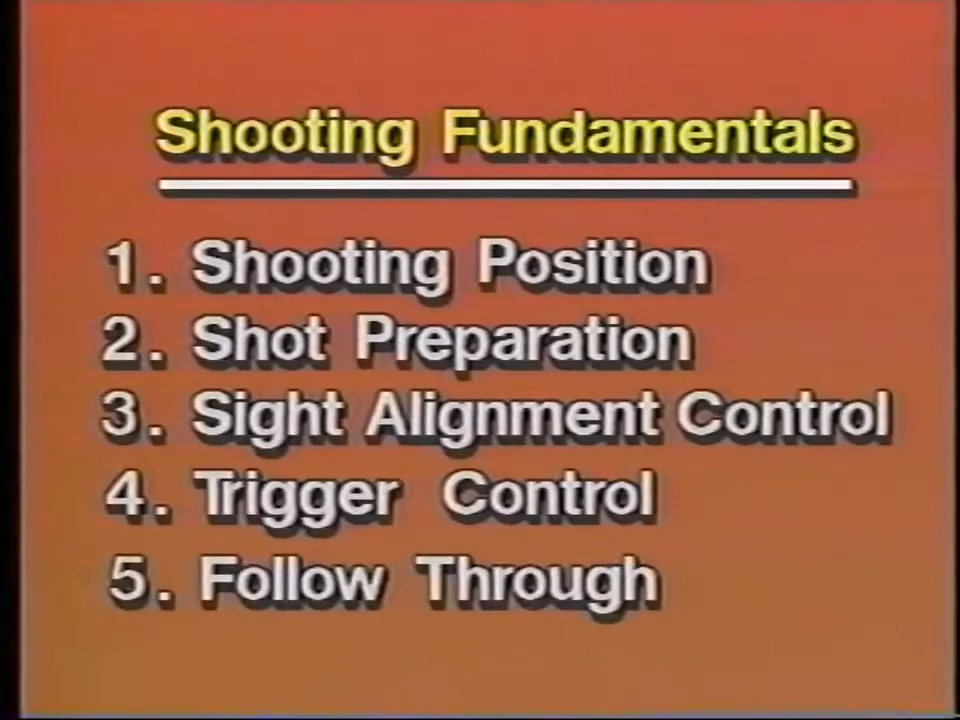 Shooting Fundamentals
1. Shooting Position
2. Shot Preparation
3. Sight Alignment Control
4. Trigger Control
5. Follow Through